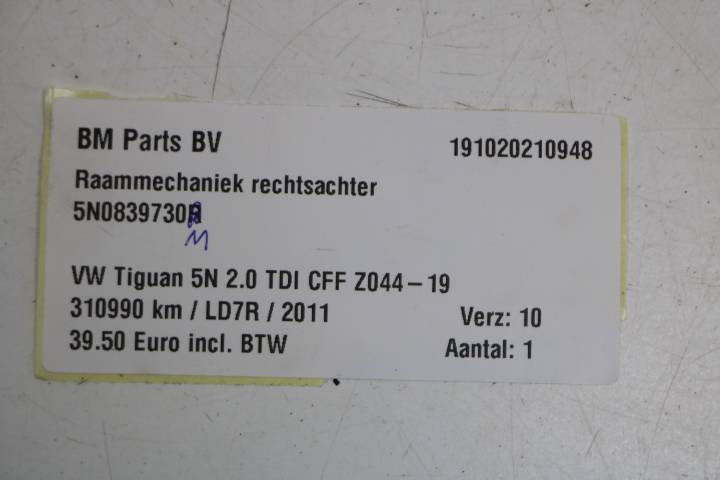 BM Parts BV 191020210948
Raammechaniek rechtsachter
5N0839730
M
VW Tiguan 5N 2.0 TDI CFF Z044-19
310990 km / LD7R / 2011 Verz: 10
39.50 Euro incl. BTW Aantal: 1